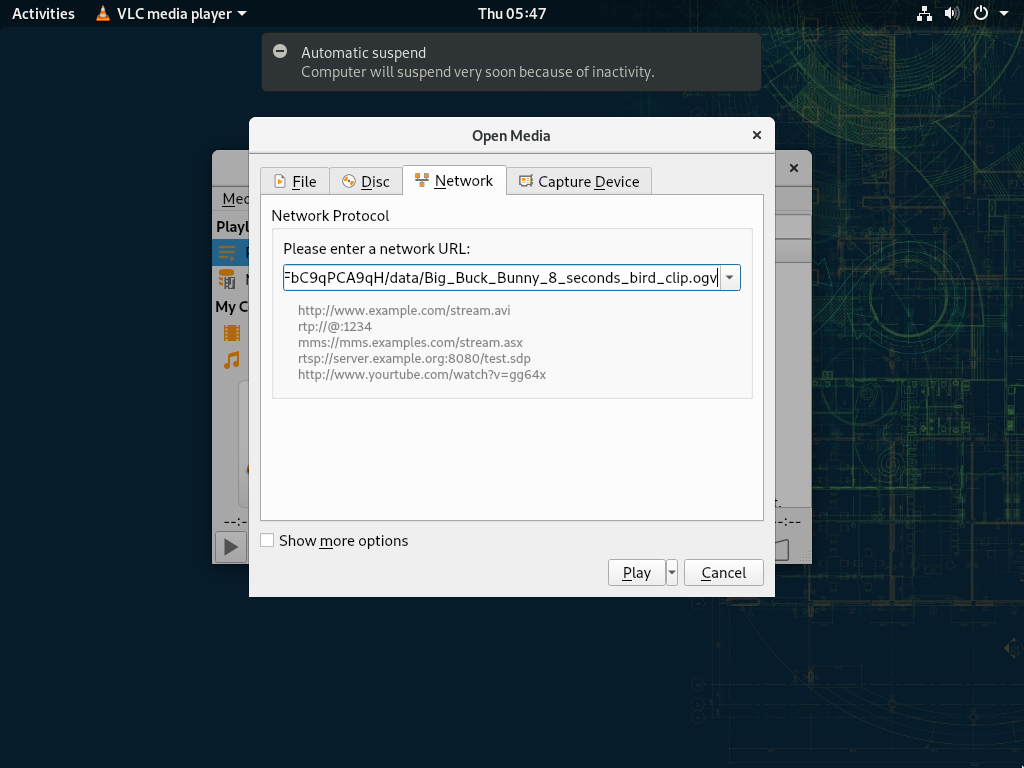 Activities VLC media player Thu 05:47
Automatic suspend
Computer will suspend very soon because of inactivity.
Open Media
File Disc Network Capture Device
Network Protocol
Please enter a network URL:
FbC9qPCA9qH/data/Big_Buck_Bunny_8_seconds_bird_clip.ogv
http://www.example.com/stream.avi
rtp://@:1234
mms://mms.examples.com/stream.asx
rtsp://server.example.org:8080/test.sdp
http://www.yourtube.com/watch?v=gg64x
Show more options
Play Cancel
Med
Playl
My C
--:-- --:--